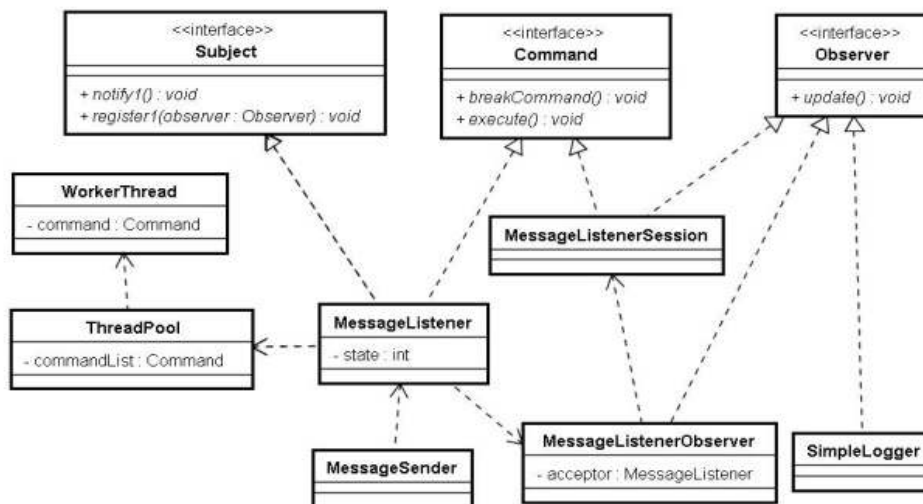 <<interface>>
Subject
+ notify1() : void
+ register1(observer : Observer) : void
<<interface>>
Command
+ breakCommand() : void
+ execute() : void
<<interface>>
Observer
+ update() : void
WorkerThread
- command : Command
MessageListenerSession
ThreadPool
- commandList : Command
MessageListener
- state : int
MessageSender
MessageListenerObserver
- acceptor : MessageListener
SimpleLogger